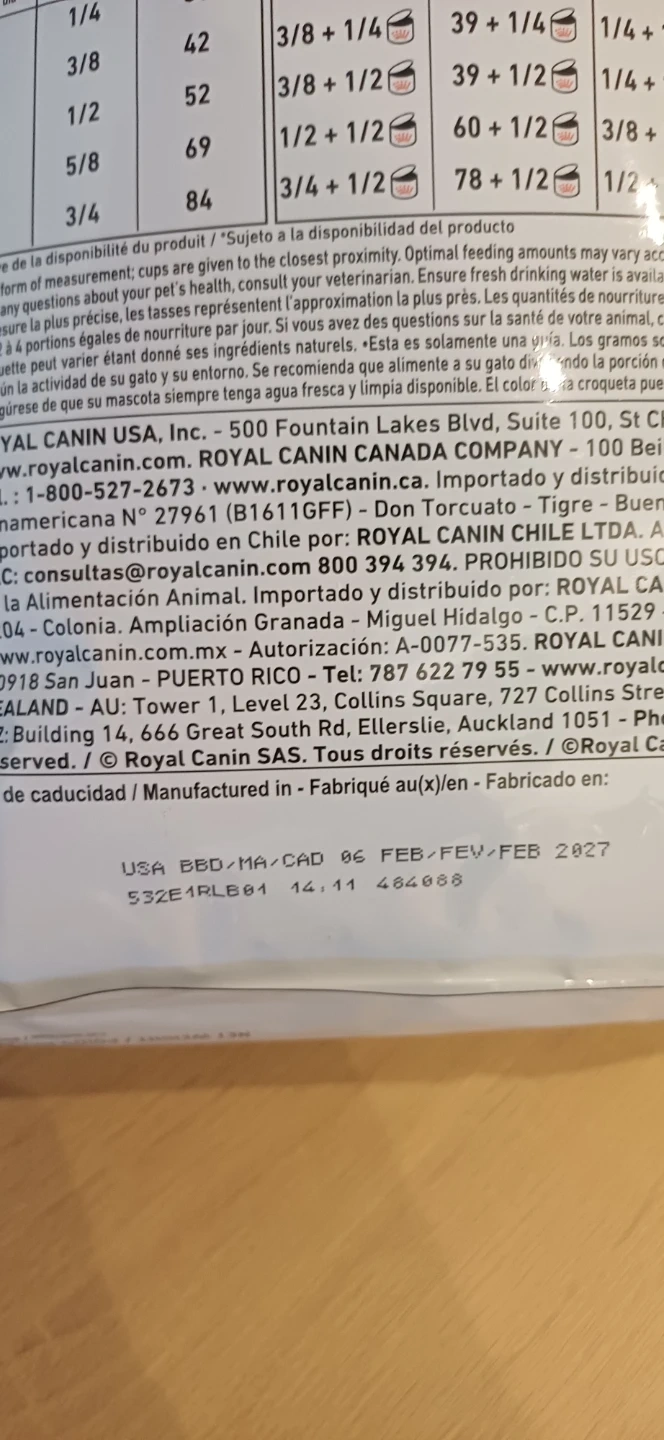 1/4 42 3/8 + 1/4 39 + 1/4 1/4 +
3/8 52 3/8 + 1/2 39 + 1/2 1/4 +
1/2 69 1/2 + 1/2 60 + 1/2 3/8 +
5/8 84 3/4 + 1/2 78 + 1/2 1/2 +
3/4
de la disponibilité du produit / *Sujeto a la disponibilidad del producto
form of measurement; cups are given to the closest proximity. Optimal feeding amounts may vary
any questions about your pet's health, consult your veterinarian. Ensure fresh drinking water is
la plus précise, les tasses représentent l'approximation la plus près. Les quantités de nourriture
à 4 portions égales de nourriture par jour. Si vous avez des questions sur la santé de votre animal,
peut varier étant donné ses ingrédients naturels. •Esta es solamente una Los gramos
la actividad de su gato y su entorno. Se recomienda que alimente a su gato la porción
de que su mascota siempre tenga agua fresca y limpia disponible. El color croqueta
YAL CANIN USA, Inc. - 500 Fountain Lakes Blvd, Suite 100, St
w.royalcanin.com. ROYAL CANIN CANADA COMPANY - 100
: 1-800-527-2673 · www.royalcanin.ca. Importado y
namericana N° 27961 (B1611GFF) - Don Torcuato - Tigre -
portado y distribuido en Chile por: ROYAL CANIN CHILE LTDA. A
C: consultas@royalcanin.com 800 394 394. PROHIBIDO SU
la Alimentación Animal. Importado y distribuido por: ROYAL CA
04 - Colonia. Ampliación Granada - Miguel Hidalgo - C.P. 11529
ww.royalcanin.com.mx - Autorización: A-0077-535. ROYAL CANI
0918 San Juan - PUERTO RICO - Tel: 787 622 79 55 - www.royalc
EALAND - AU: Tower 1, Level 23, Collins Square, 727 Collins Stre
Z: Building 14, 666 Great South Rd, Ellerslie, Auckland 1051 - Pho
served. / © Royal Canin SAS. Tous droits réservés. / ©Royal Ca
de caducidad / Manufactured in - Fabriqué au(x)/en - Fabricado en:
USA BBD/MA/CAD 06 FEB/FEV/FEB 2027
532E1RLB01 14:11 484088